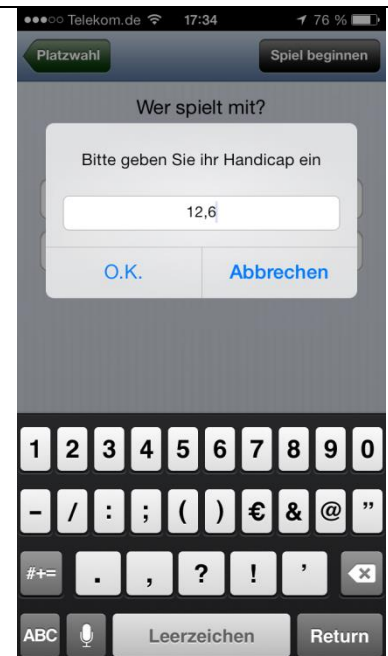 Telekom.de 17:34 76 %
Platzwahl Spiel beginnen
Wer spielt mit?
Bitte geben Sie ihr Handicap ein
12,6
O.K. Abbrechen
1 2 3 4 5 6 7 8 9 0
- / : ; ( ) € & @ "
#+= . , ? ! ’
ABC Leerzeichen Return